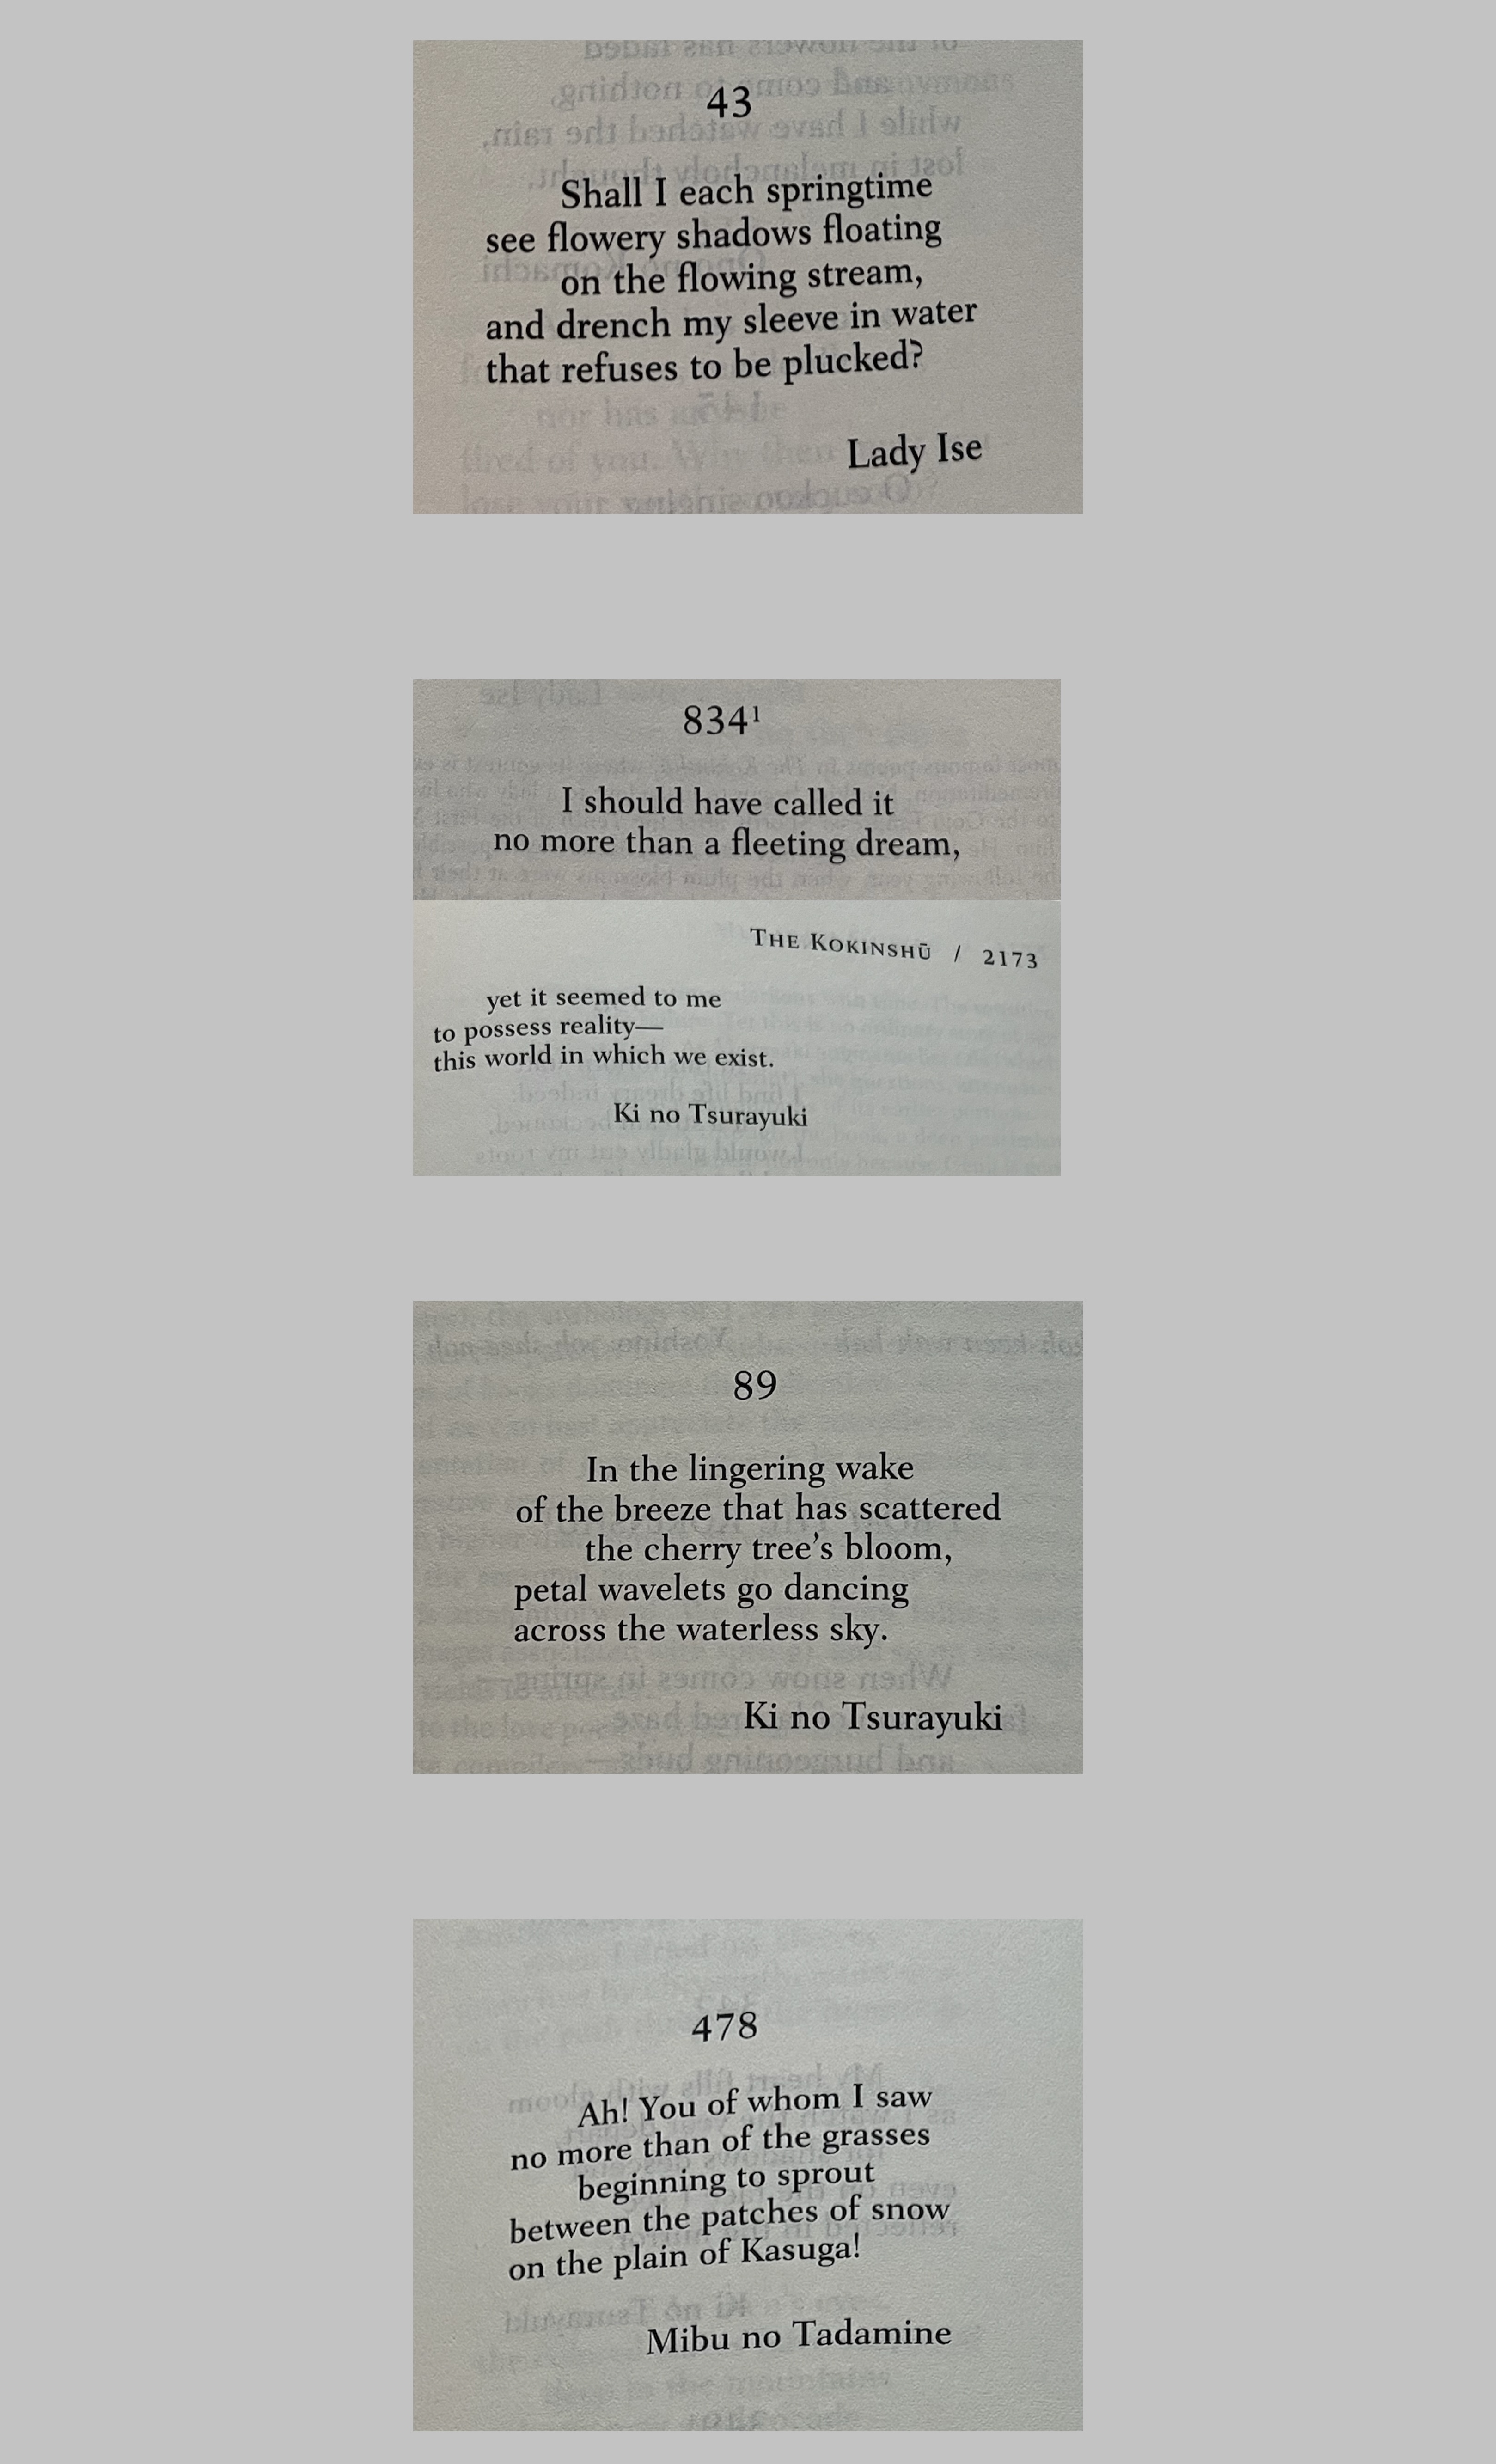 43
Shall I each springtime
see flowery shadows floating
on the flowing stream,
and drench my sleeve in water
that refuses to be plucked?
Lady Ise
834¹
I should have called it
no more than a fleeting dream,
THE KOKINSHŪ / 2173
yet it seemed to me
to possess reality—
this world in which we exist.
Ki no Tsurayuki
89
In the lingering wake
of the breeze that has scattered
the cherry tree's bloom,
petal wavelets go dancing
across the waterless sky.
Ki no Tsurayuki
478
Ah! You of whom I saw
no more than of the grasses
beginning to sprout
between the patches of snow
on the plain of Kasuga!
Mibu no Tadamine